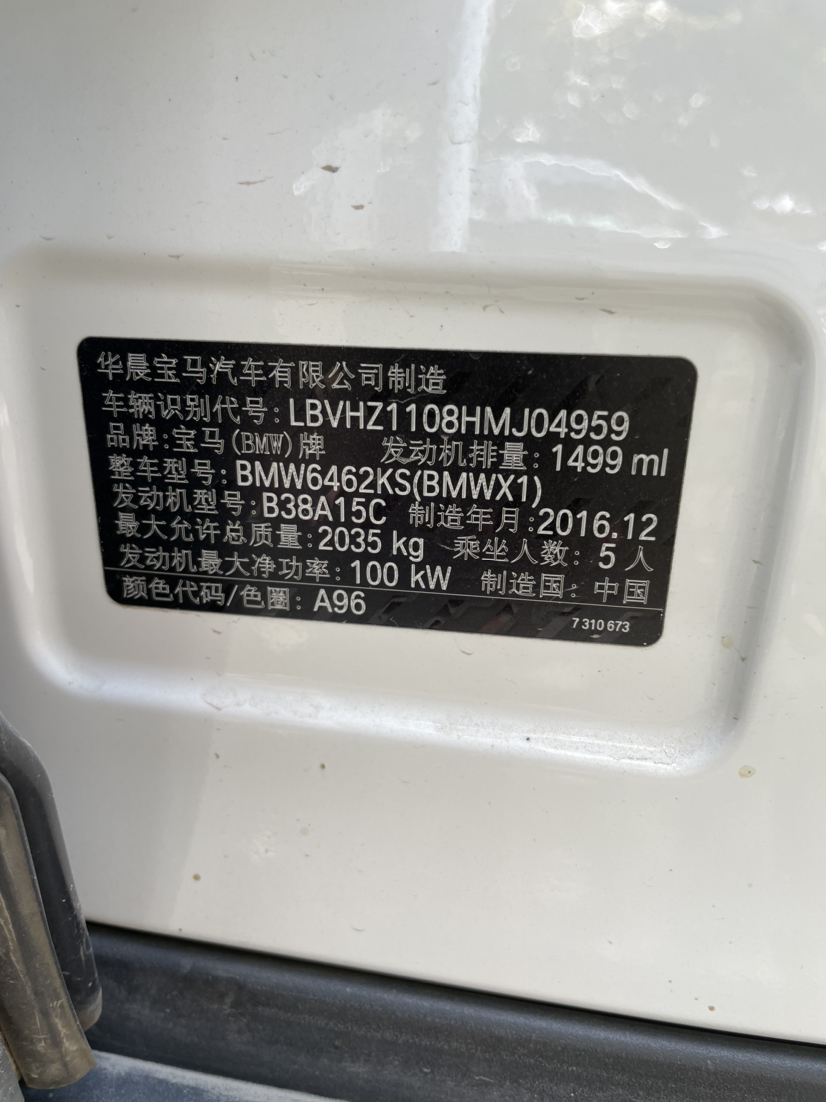 华晨宝马汽车有限公司制造
车辆识别代号:LBVHZ1108HMJ04959
品牌:宝马(BMW)牌 发动机排量:1499 ml
整车型号:BMW6462KS(BMWX1)
发动机型号:B38A15C 制造年月:2016.12
最大允许总质量:2035 kg 乘坐人数:5 人
发动机最大净功率:100 kW 制造国:中国
颜色代码/色圈:A96
7 310 673